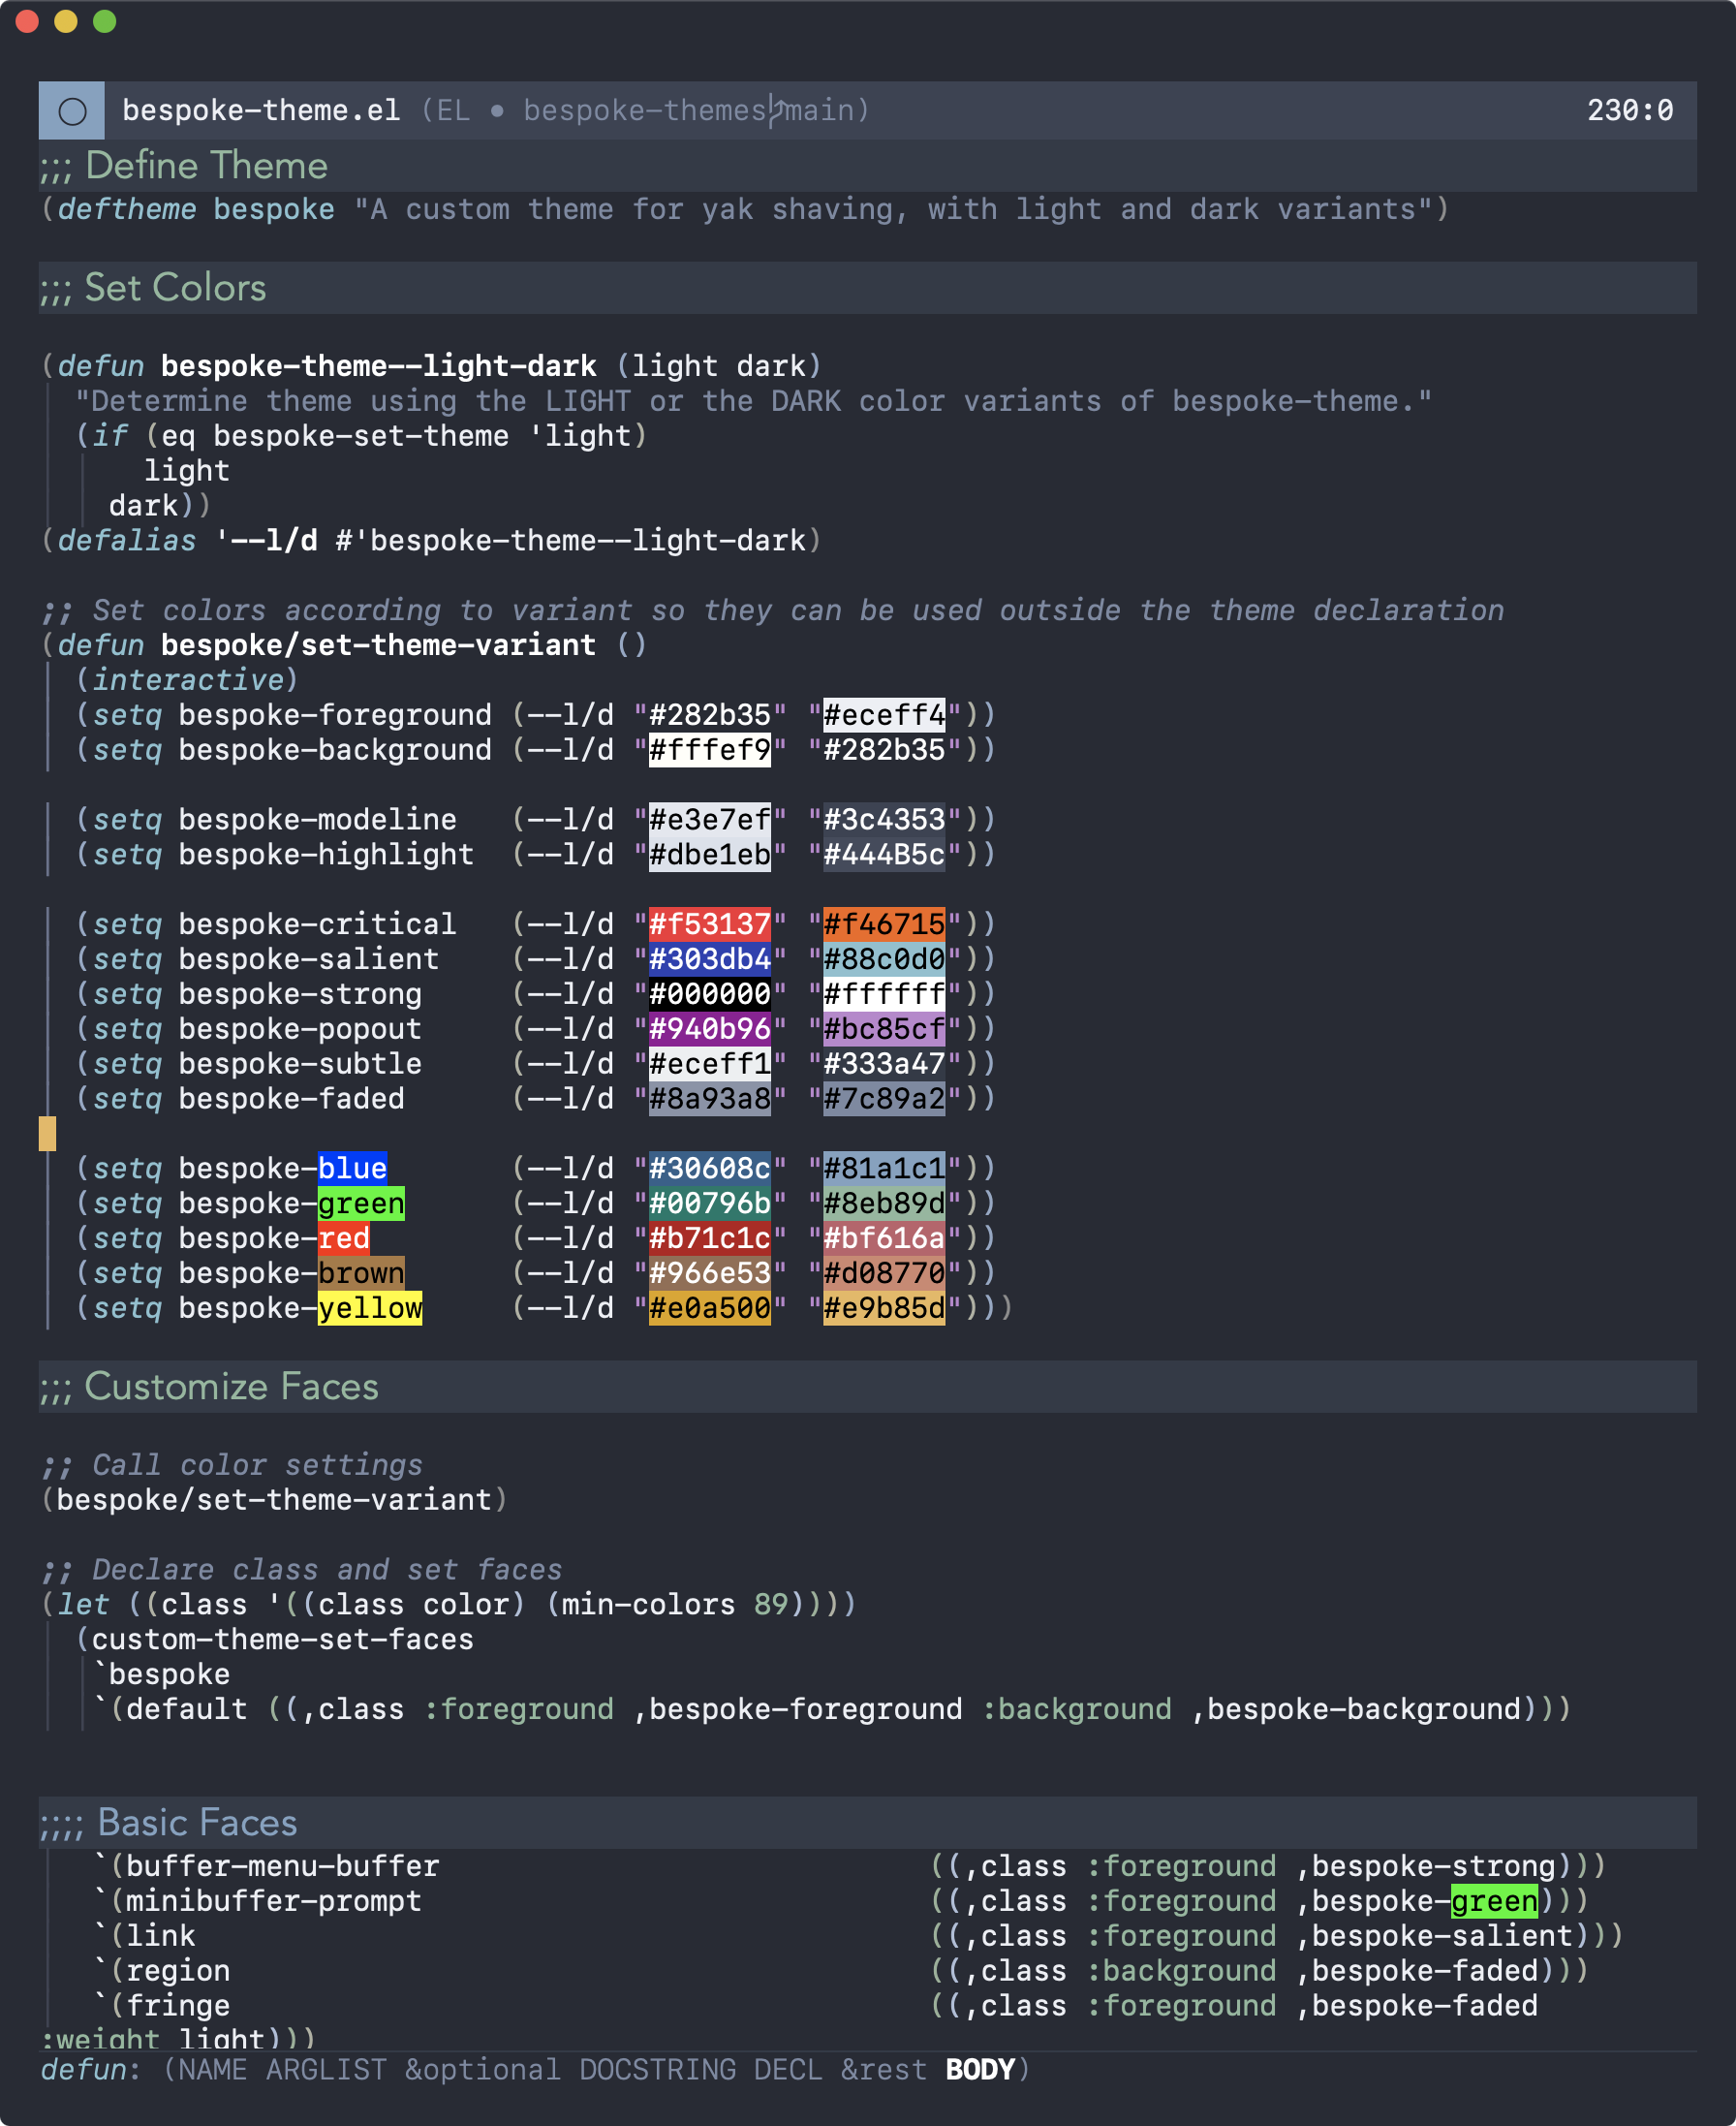 bespoke-theme.el (EL • bespoke-themes⎇main) 230:0
;;; Define Theme
(deftheme bespoke "A custom theme for yak shaving, with light and dark variants")
;;; Set Colors
(defun bespoke-theme--light-dark (light dark)
"Determine theme using the LIGHT or the DARK color variants of bespoke-theme."
(if (eq bespoke-set-theme 'light)
light
dark))
(defalias '--l/d #'bespoke-theme--light-dark)
;; Set colors according to variant so they can be used outside the theme declaration
(defun bespoke/set-theme-variant ()
(interactive)
(setq bespoke-foreground (--l/d "#282b35" "#eceff4"))
(setq bespoke-background (--l/d "#fffef9" "#282b35"))
(setq bespoke-modeline (--l/d "#e3e7ef" "#3c4353"))
(setq bespoke-highlight (--l/d "#dbe1eb" "#444B5c"))
(setq bespoke-critical (--l/d "#f53137" "#f46715"))
(setq bespoke-salient (--l/d "#303db4" "#88c0d0"))
(setq bespoke-strong (--l/d "#000000" "#ffffff"))
(setq bespoke-popout (--l/d "#940b96" "#bc85cf"))
(setq bespoke-subtle (--l/d "#eceff1" "#333a47"))
(setq bespoke-faded (--l/d "#8a93a8" "#7c89a2"))
(setq bespoke-blue (--l/d "#30608c" "#81a1c1"))
(setq bespoke-green (--l/d "#00796b" "#8eb89d"))
(setq bespoke-red (--l/d "#b71c1c" "#bf616a"))
(setq bespoke-brown (--l/d "#966e53" "#d08770"))
(setq bespoke-yellow (--l/d "#e0a500" "#e9b85d")))
;;; Customize Faces
;; Call color settings
(bespoke/set-theme-variant)
;; Declare class and set faces
(let ((class '((class color) (min-colors 89))))
(custom-theme-set-faces
`bespoke
`(default ((,class :foreground ,bespoke-foreground :background ,bespoke-background)))
;;;; Basic Faces
`(buffer-menu-buffer ((,class :foreground ,bespoke-strong)))
`(minibuffer-prompt ((,class :foreground ,bespoke-green)))
`(link ((,class :foreground ,bespoke-salient)))
`(region ((,class :background ,bespoke-faded)))
`(fringe ((,class :foreground ,bespoke-faded
:weight light)))
defun: (NAME ARGLIST &optional DOCSTRING DECL &rest BODY)